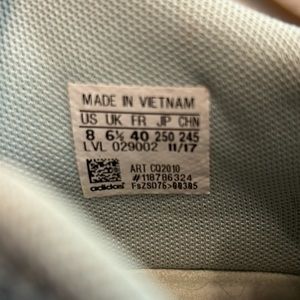 MADE IN VIETNAM
US UK FR JP CHN
8 6½ 40 250 245
LVL 029002 11/17
ART CQ2010
#118786324
adidas FsZSD76>00385